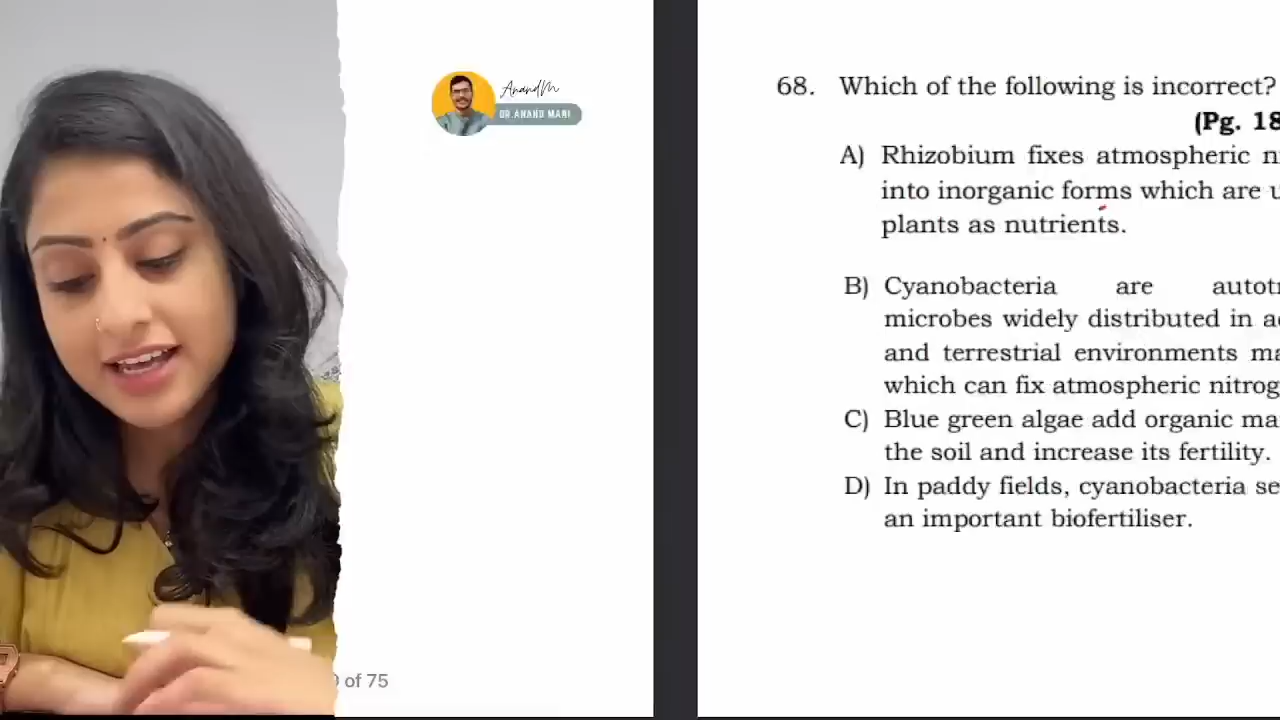 AnandM
DR.ANAND MANI
68. Which of the following is incorrect?
(Pg. 18
A) Rhizobium fixes atmospheric
into inorganic forms which are
plants as nutrients.
B) Cyanobacteria are
microbes widely distributed in
and terrestrial environments
which can fix atmospheric
C) Blue green algae add organic
the soil and increase its fertility.
D) In paddy fields, cyanobacteria
an important biofertiliser.
of 75